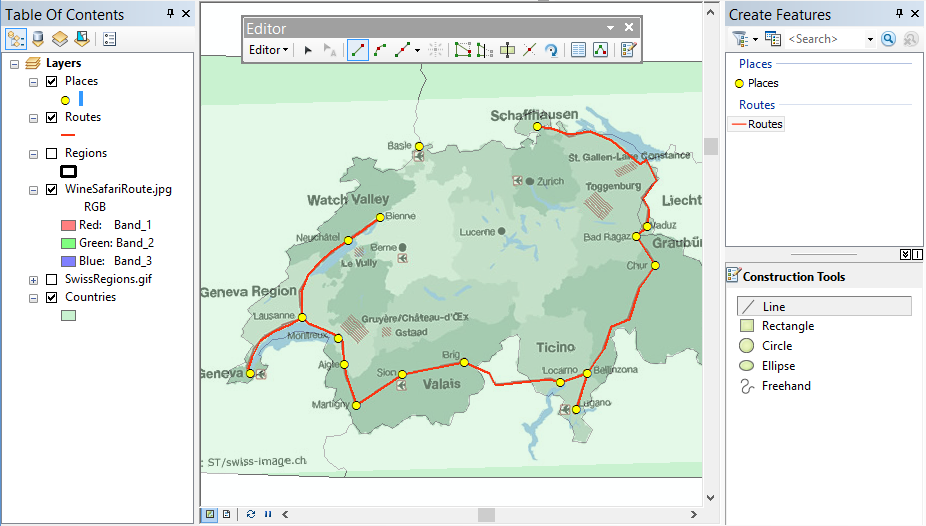 Table Of Contents
Layers
Places
Routes
Regions
WineSafariRoute.jpg
RGB
Red: Band_1
Green: Band_2
Blue: Band_3
SwissRegions.gif
Countries
Editor
Editor
Schaffhausen
Basle
St. Gallen-Lake Constance
Zurich
Toggenburg
Watch Valley
Liecht
Bienne
Vaduz
Neuchâtel
Lucerne
Bad Ragaz
Berne
Graubü
Le Vully
Chur
Geneva Region
Lausanne
Gruyère/Château-d'Œx
Gstaad
Montreux
Ticino
Brig
Aigle
Geneva
Sion
Valais
Locarno
Bellinzona
Martigny
Lugano
: ST/swiss-image.ch
Create Features
<Search>
Places
Places
Routes
Routes
Construction Tools
Line
Rectangle
Circle
Ellipse
Freehand